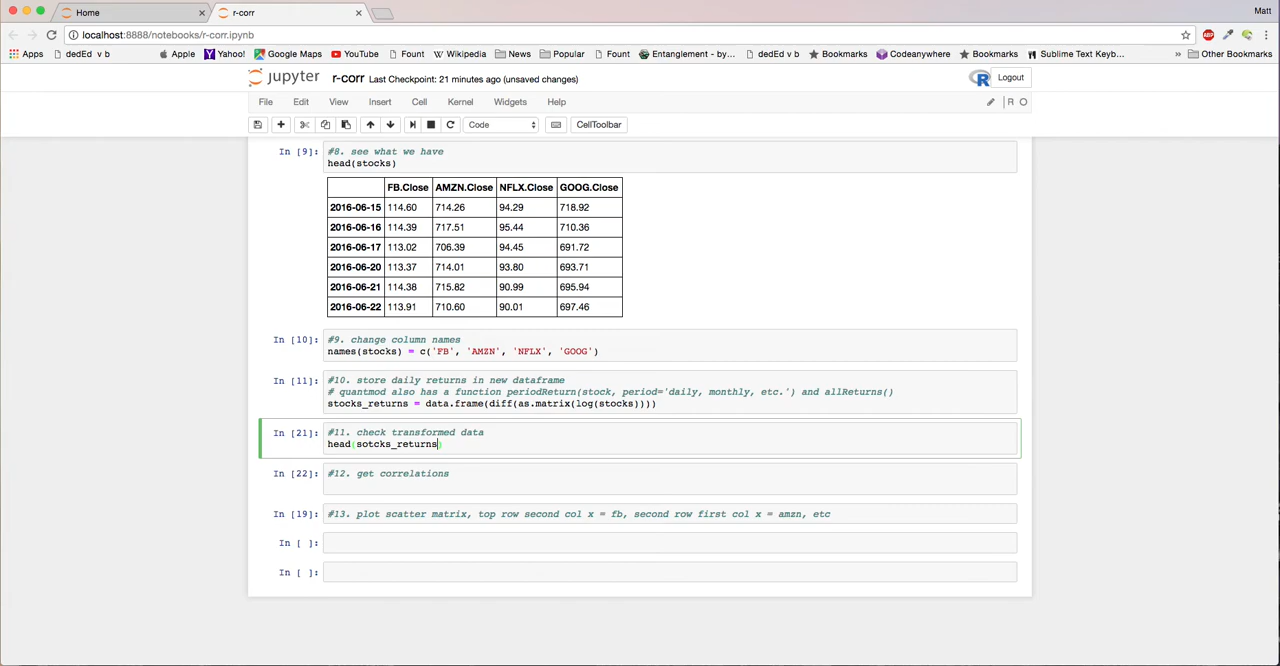 Home
r-corr
Matt
localhost:8888/notebooks/r-corr.ipynb
Apps dedEd v b Apple Yahoo! Google Maps YouTube Fount Wikipedia News Popular Fount Entanglement - by... dedEd v b Bookmarks Codeanywhere Bookmarks Sublime Text Keyb... » Other Bookmarks
jupyter r-corr Last Checkpoint: 21 minutes ago (unsaved changes) R Logout
File Edit View Insert Cell Kernel Widgets Help R
Code CellToolbar
In [9]: #8. see what we have
head(stocks)
FB.Close AMZN.Close NFLX.Close GOOG.Close
2016-06-15 114.60 714.26 94.29 718.92
2016-06-16 114.39 717.51 95.44 710.36
2016-06-17 113.02 706.39 94.45 691.72
2016-06-20 113.37 714.01 93.80 693.71
2016-06-21 114.38 715.82 90.99 695.94
2016-06-22 113.91 710.60 90.01 697.46
In [10]: #9. change column names
names(stocks) = c('FB', 'AMZN', 'NFLX', 'GOOG')
In [11]: #10. store daily returns in new dataframe
# quantmod also has a function periodReturn(stock, period='daily, monthly, etc.') and allReturns()
stocks_returns = data.frame(diff(as.matrix(log(stocks))))
In [21]: #11. check transformed data
head(sotcks_returns)
In [22]: #12. get correlations
In [19]: #13. plot scatter matrix, top row second col x = fb, second row first col x = amzn, etc
In [ ]:
In [ ]: